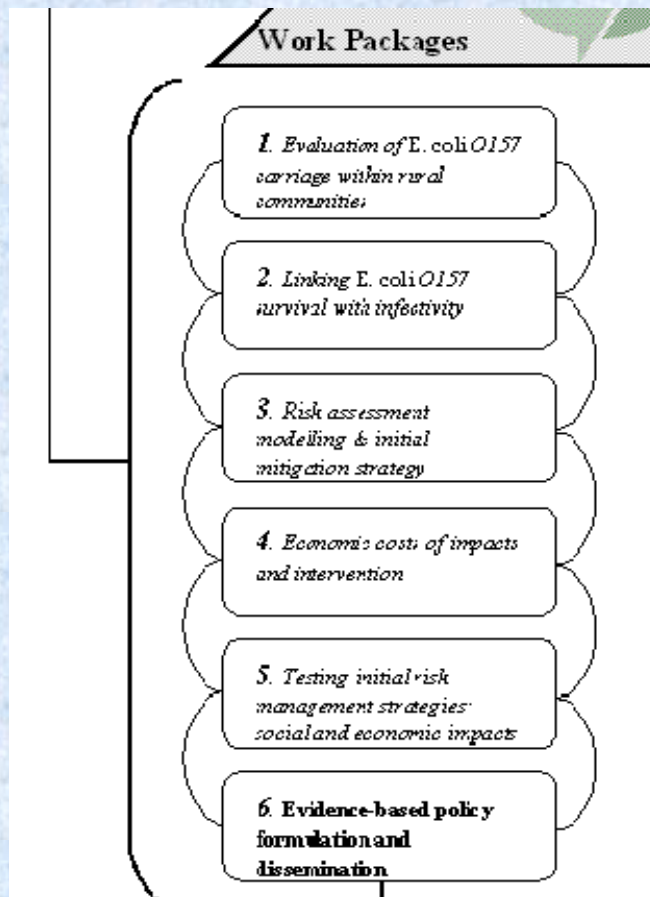 Work Packages
1. Evaluation of E. coli O157
carriage within rural
communities
2. Linking E. coli O157
survival with infectivity
3. Risk assessment
modelling & initial
mitigation strategy
4. Economic costs of impacts
and intervention
5. Testing initial risk
management strategies:
social and economic impacts
6. Evidence-based policy
formulation and
dissemination